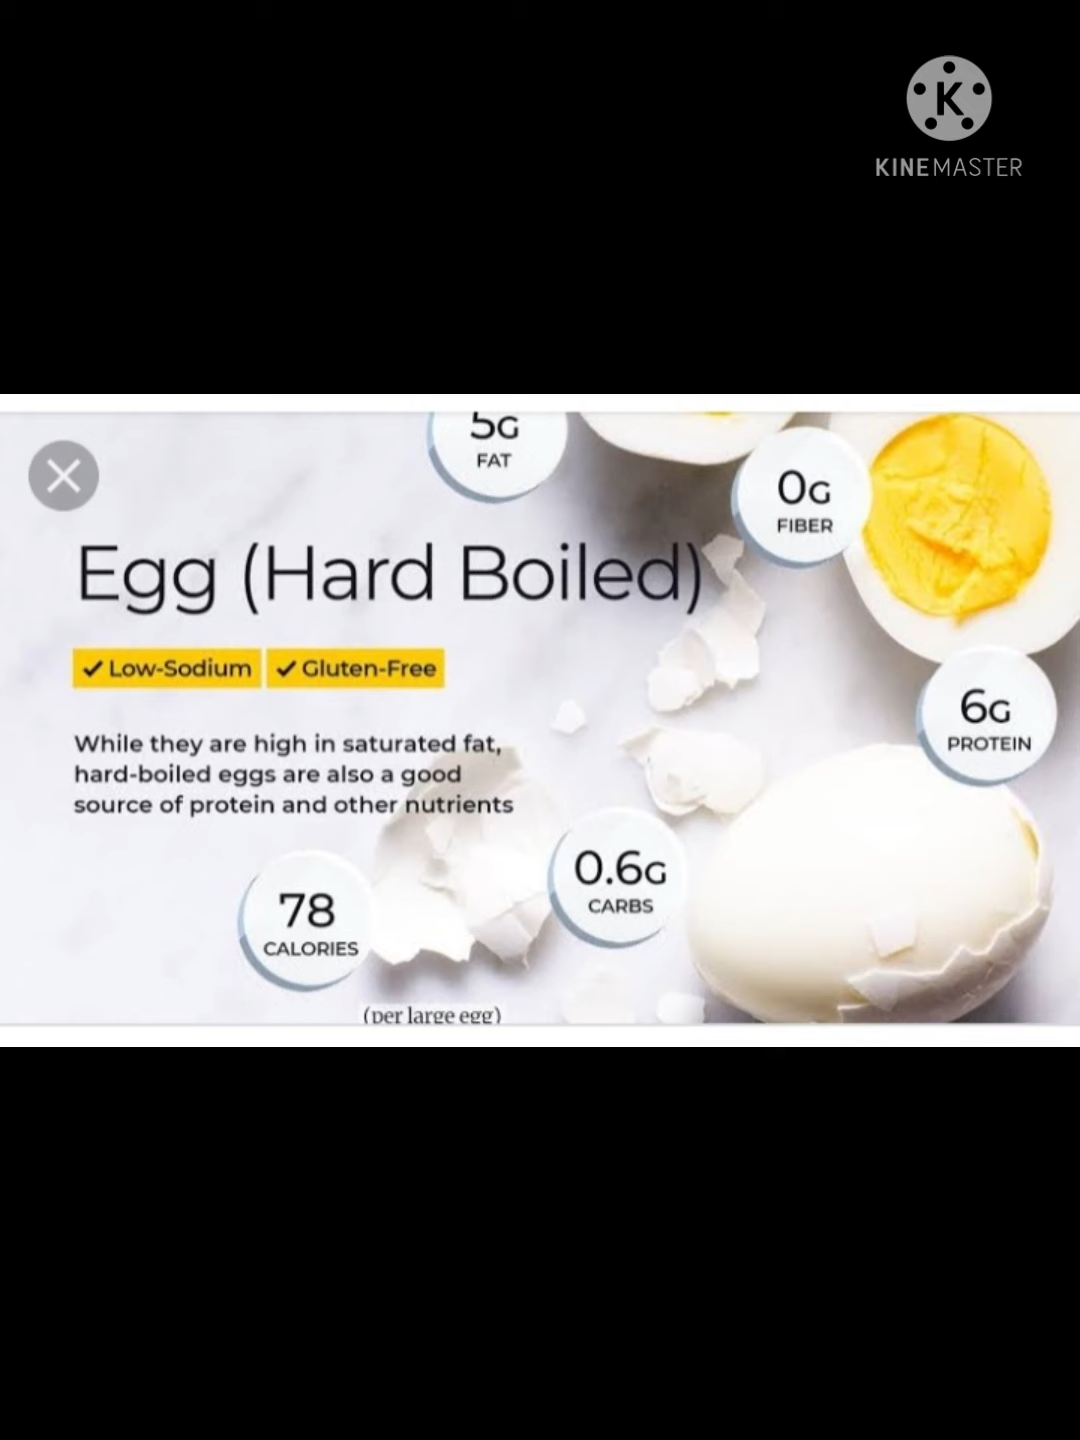 KINEMASTER
5G
FAT
0G
FIBER
Egg (Hard Boiled)
✓ Low-Sodium ✓ Gluten-Free
6G
PROTEIN
While they are high in saturated fat,
hard-boiled eggs are also a good
source of protein and other nutrients
0.6G
CARBS
78
CALORIES
(per large egg)